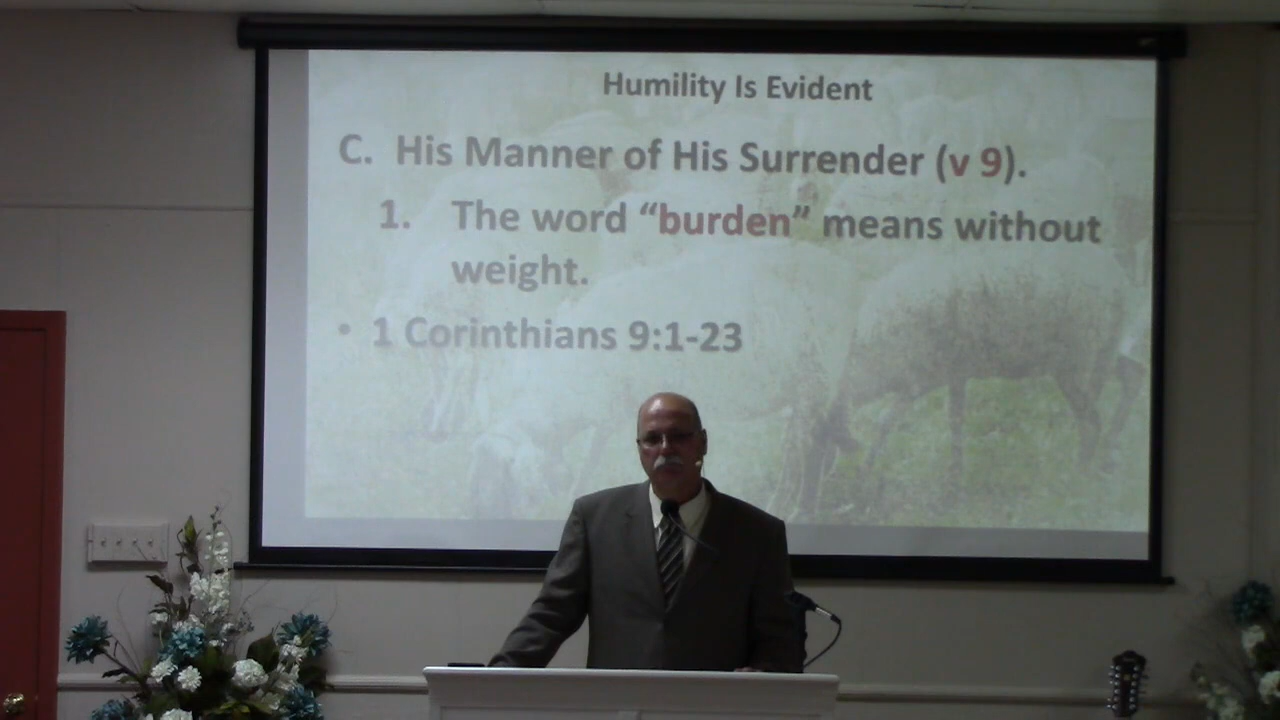 Humility Is Evident
C. His Manner of His Surrender (v 9).
1. The word “burden” means without
weight.
• 1 Corinthians 9:1-23